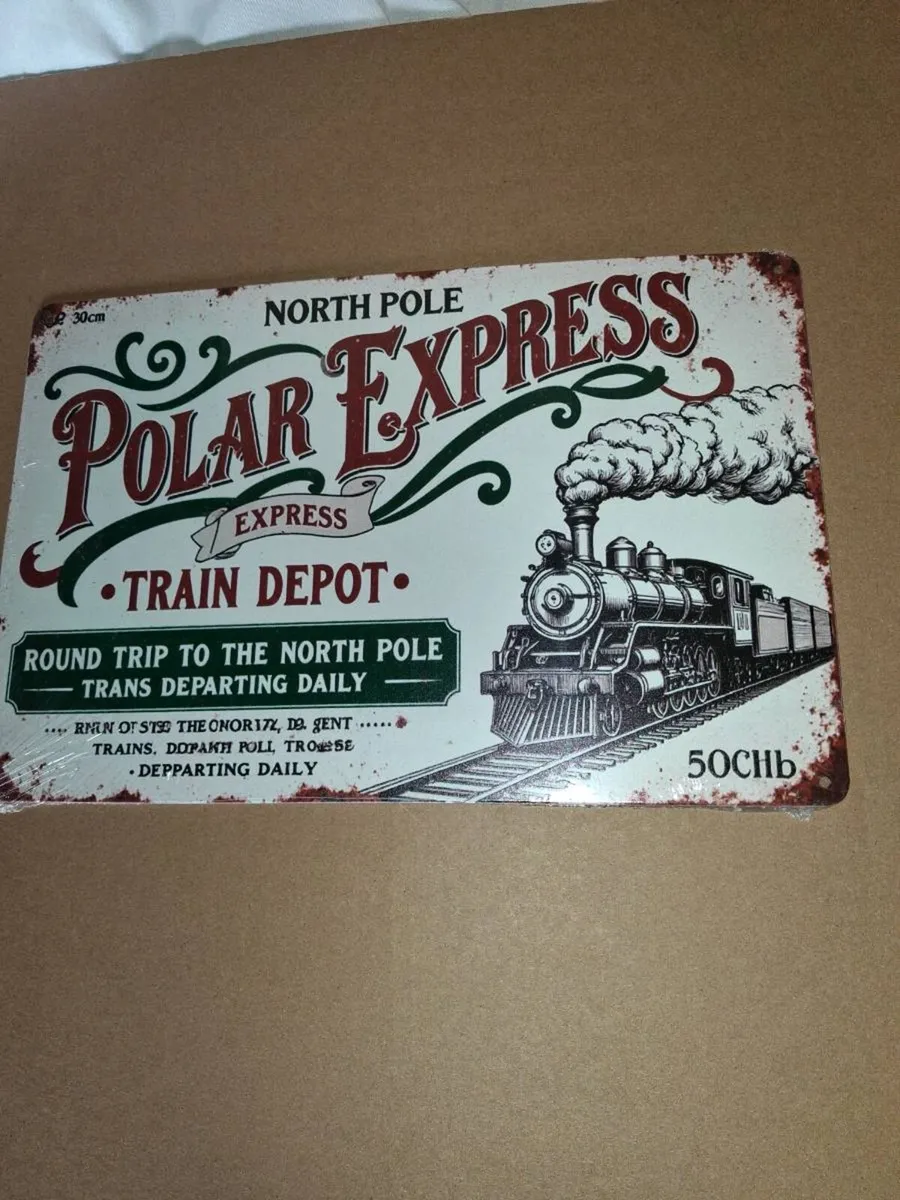 30cm
NORTH POLE
POLAR EXPRESS
EXPRESS
•TRAIN DEPOT•
ROUND TRIP TO THE NORTH POLE
TRANS DEPARTING DAILY
THE
TRAINS,
• DEPPARTING DAILY
50CHb